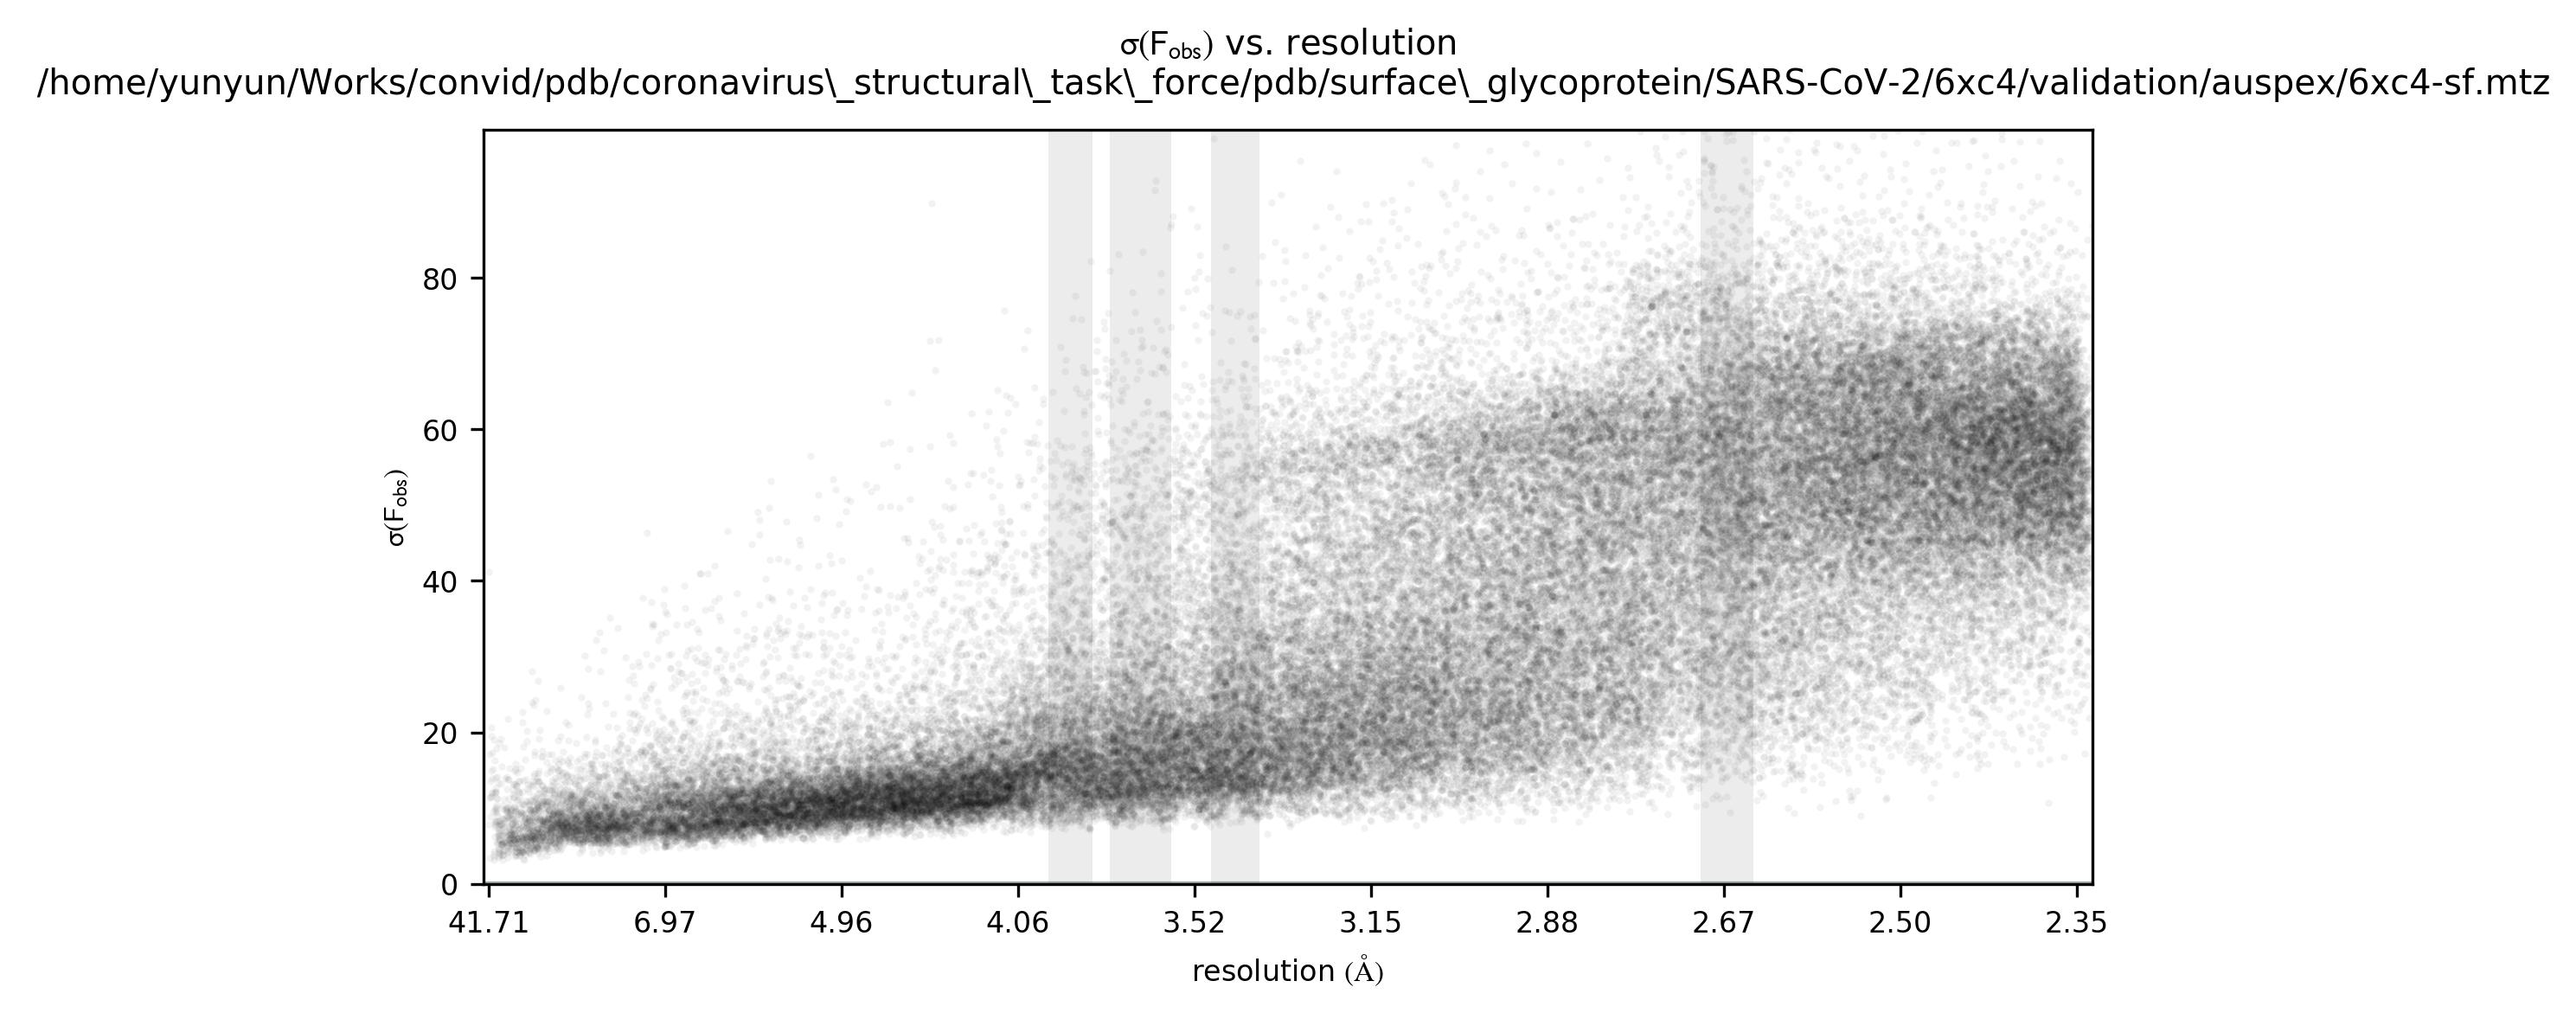 σ(Fobs) vs. resolution
/home/yunyun/Works/convid/pdb/coronavirus\_structural\_task\_force/pdb/surface\_glycoprotein/SARS-CoV-2/6xc4/validation/auspex/6xc4-sf.mtz
80
60
40
20
0
σ(Fobs)
41.71 6.97 4.96 4.06 3.52 3.15 2.88 2.67 2.50 2.35
resolution (Å)